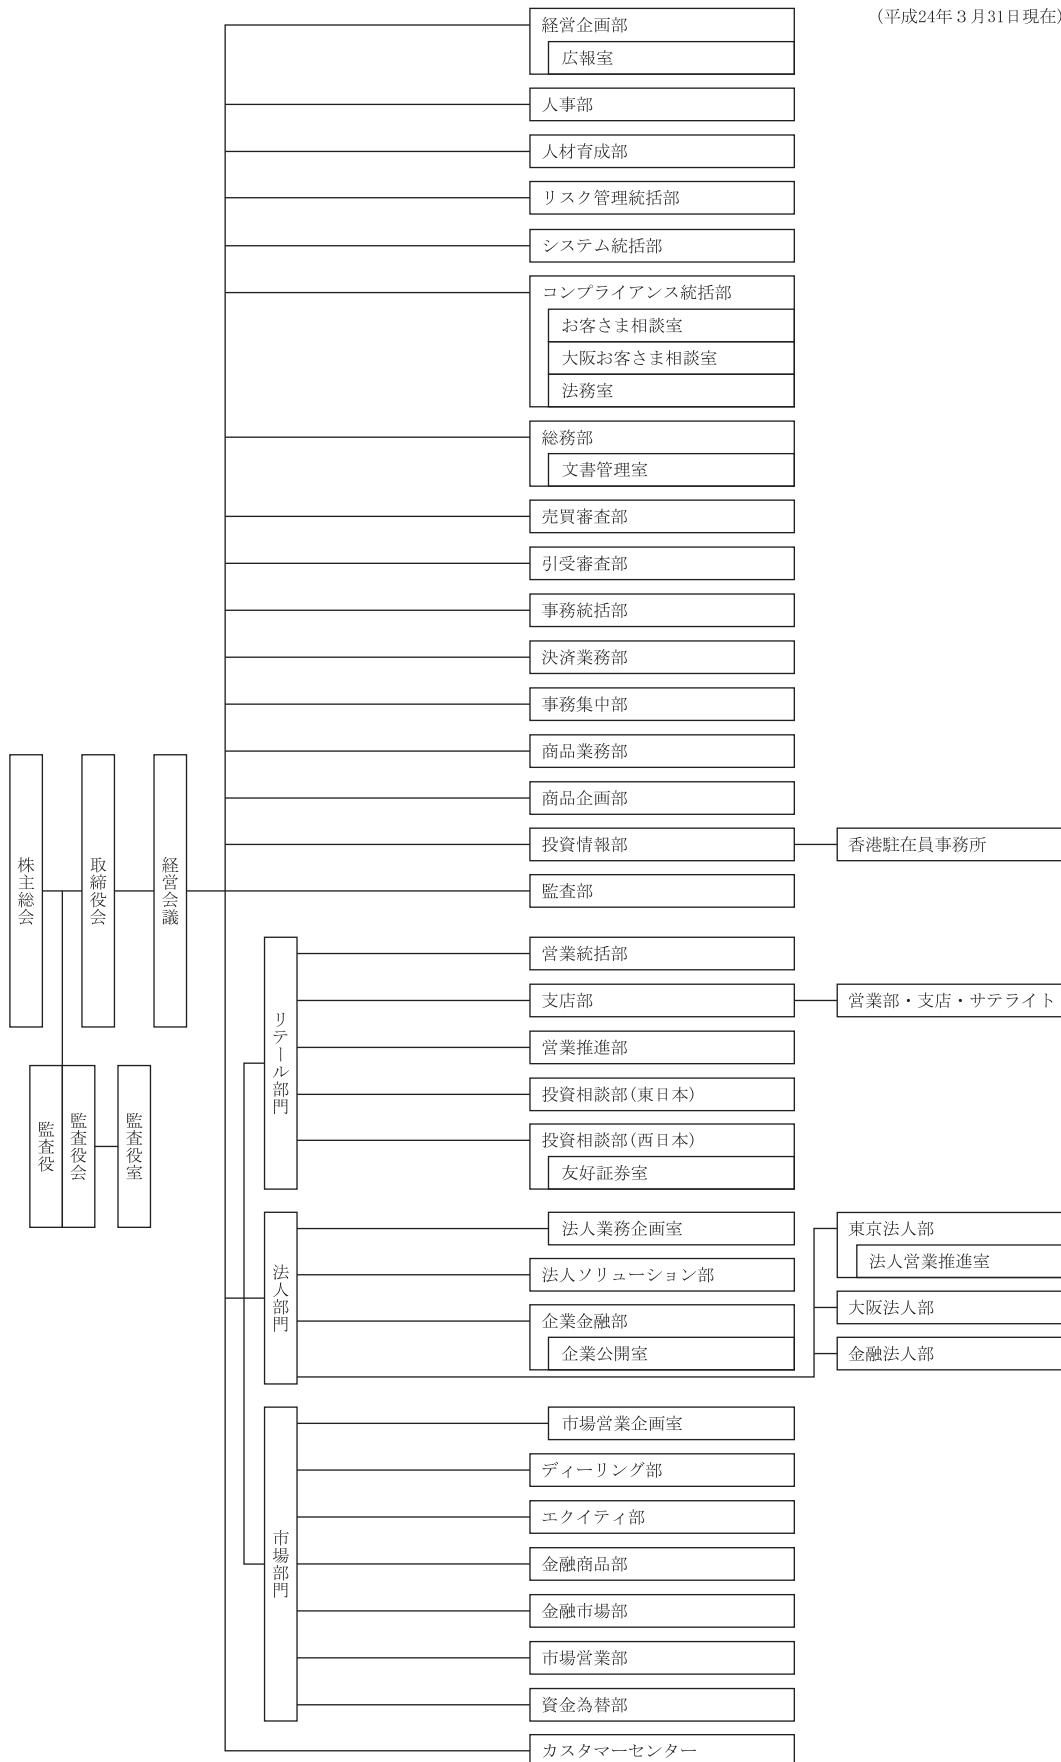 (平成24年3月31日現在)
経営企画部
広報室
人事部
人材育成部
リスク管理統括部
システム統括部
コンプライアンス統括部
お客さま相談室
大阪お客さま相談室
法務室
総務部
文書管理室
売買審査部
引受審査部
事務統括部
決済業務部
事務集中部
商品業務部
商品企画部
投資情報部
香港駐在員事務所
監査部
株主総会
取締役会
経営会議
監査役
監査役会
監査役室
リテール部門
営業統括部
支店部
営業部・支店・サテライト
営業推進部
投資相談部(東日本)
投資相談部(西日本)
友好証券室
法人部門
法人業務企画室
法人ソリューション部
企業金融部
企業公開室
東京法人部
法人営業推進室
大阪法人部
金融法人部
市場部門
市場営業企画室
ディーリング部
エクイティ部
金融商品部
金融市場部
市場営業部
資金為替部
カスタマーセンター